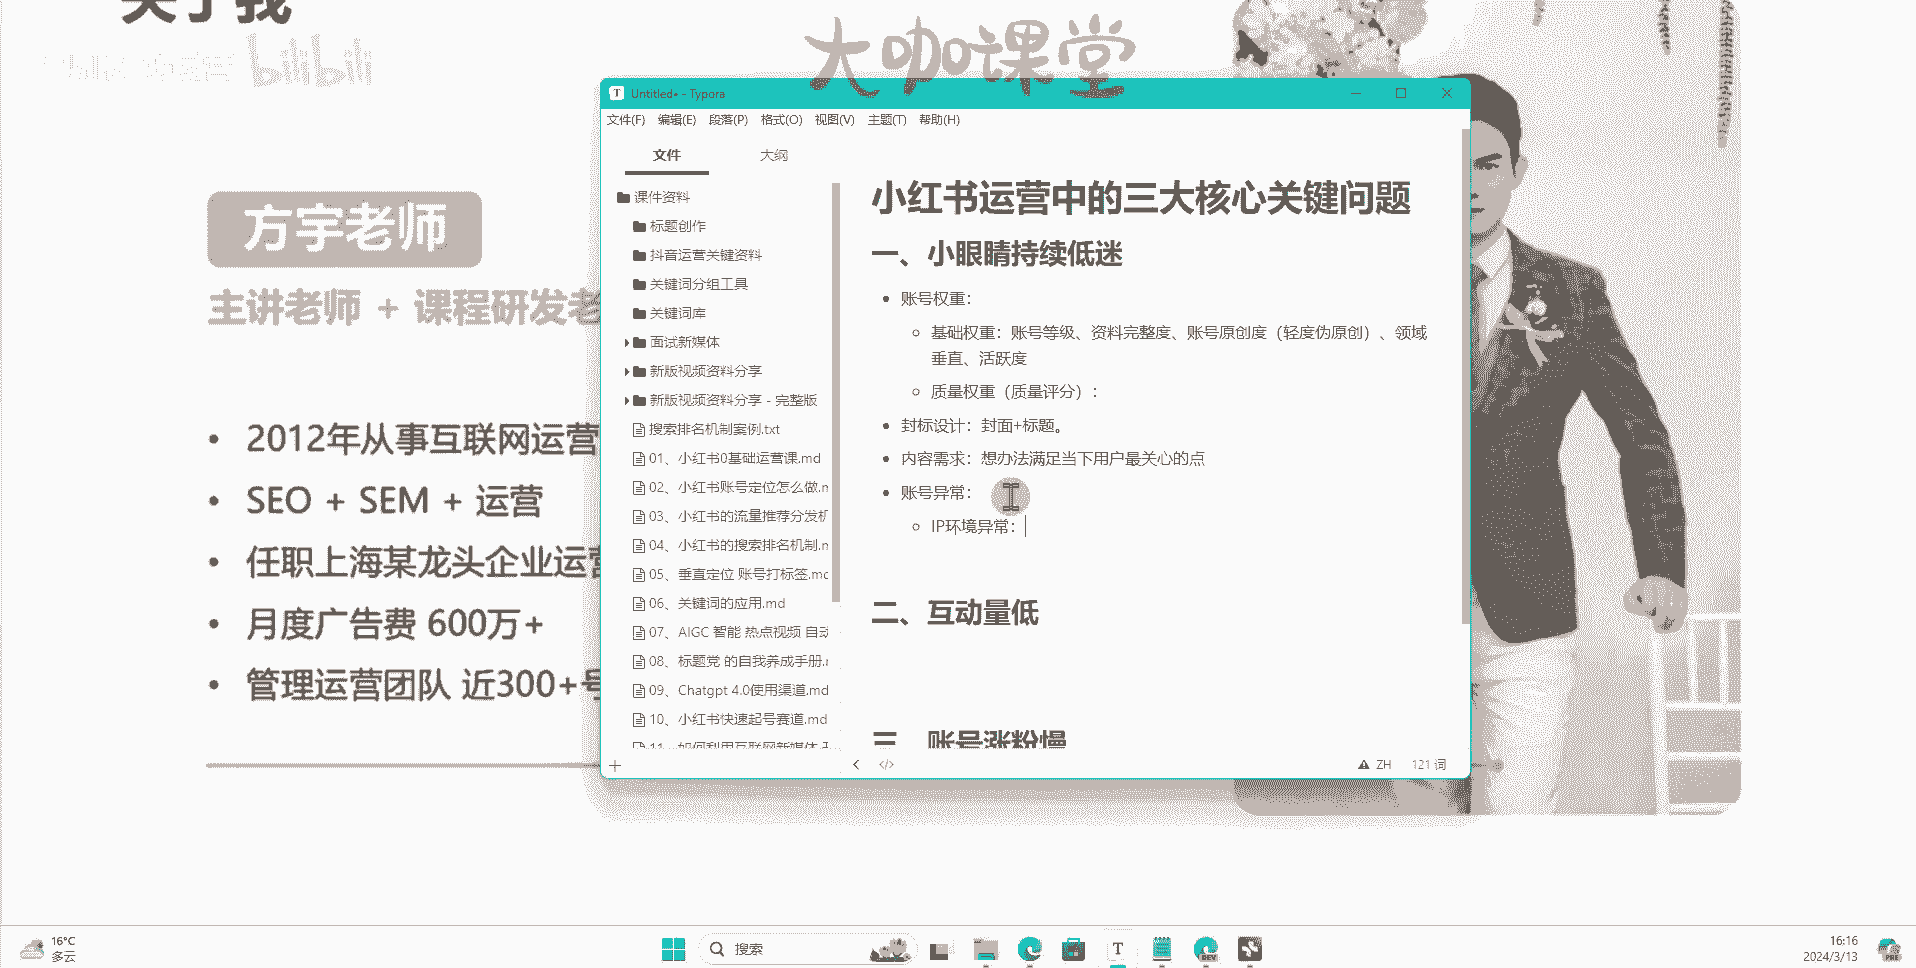 关于我
bilibili
大咖课堂
方宇老师
主讲老师 + 课程研发老
2012年从事互联网运营
SEO + SEM + 运营
任职上海某龙头企业运营
月度广告费 600万+
管理运营团队 近300+号
Untitled• - Typora
文件(F) 编辑(E) 段落(P) 格式(O) 视图(V) 主题(T) 帮助(H)
文件 大纲
课件资料
标题创作
抖音运营关键资料
关键词分组工具
关键词库
面试新媒体
新版视频资料分享
新版视频资料分享 - 完整版
搜索排名机制案例.txt
01、小红书0基础运营课.md
02、小红书账号定位怎么做.m
03、小红书的流量推荐分发机
04、小红书的搜索排名机制.m
05、垂直定位 账号打标签.md
06、关键词的应用.md
07、AIGC 智能 热点视频 自动
08、标题党 的自我养成手册.m
09、Chatgpt 4.0使用渠道.md
10、小红书快速起号赛道.md
11、如何利用互联网新媒体
小红书运营中的三大核心关键问题
一、小眼睛持续低迷
账号权重：
基础权重：账号等级、资料完整度、账号原创度（轻度伪原创）、领域
垂直、活跃度
质量权重（质量评分）：
封标设计：封面+标题。
内容需求：想办法满足当下用户最关心的点
账号异常：
IP环境异常：
二、互动量低
三、账号涨粉慢
ZH 121 词
16°C
多云
搜索
DEV
16:16
2024/3/13
PRE